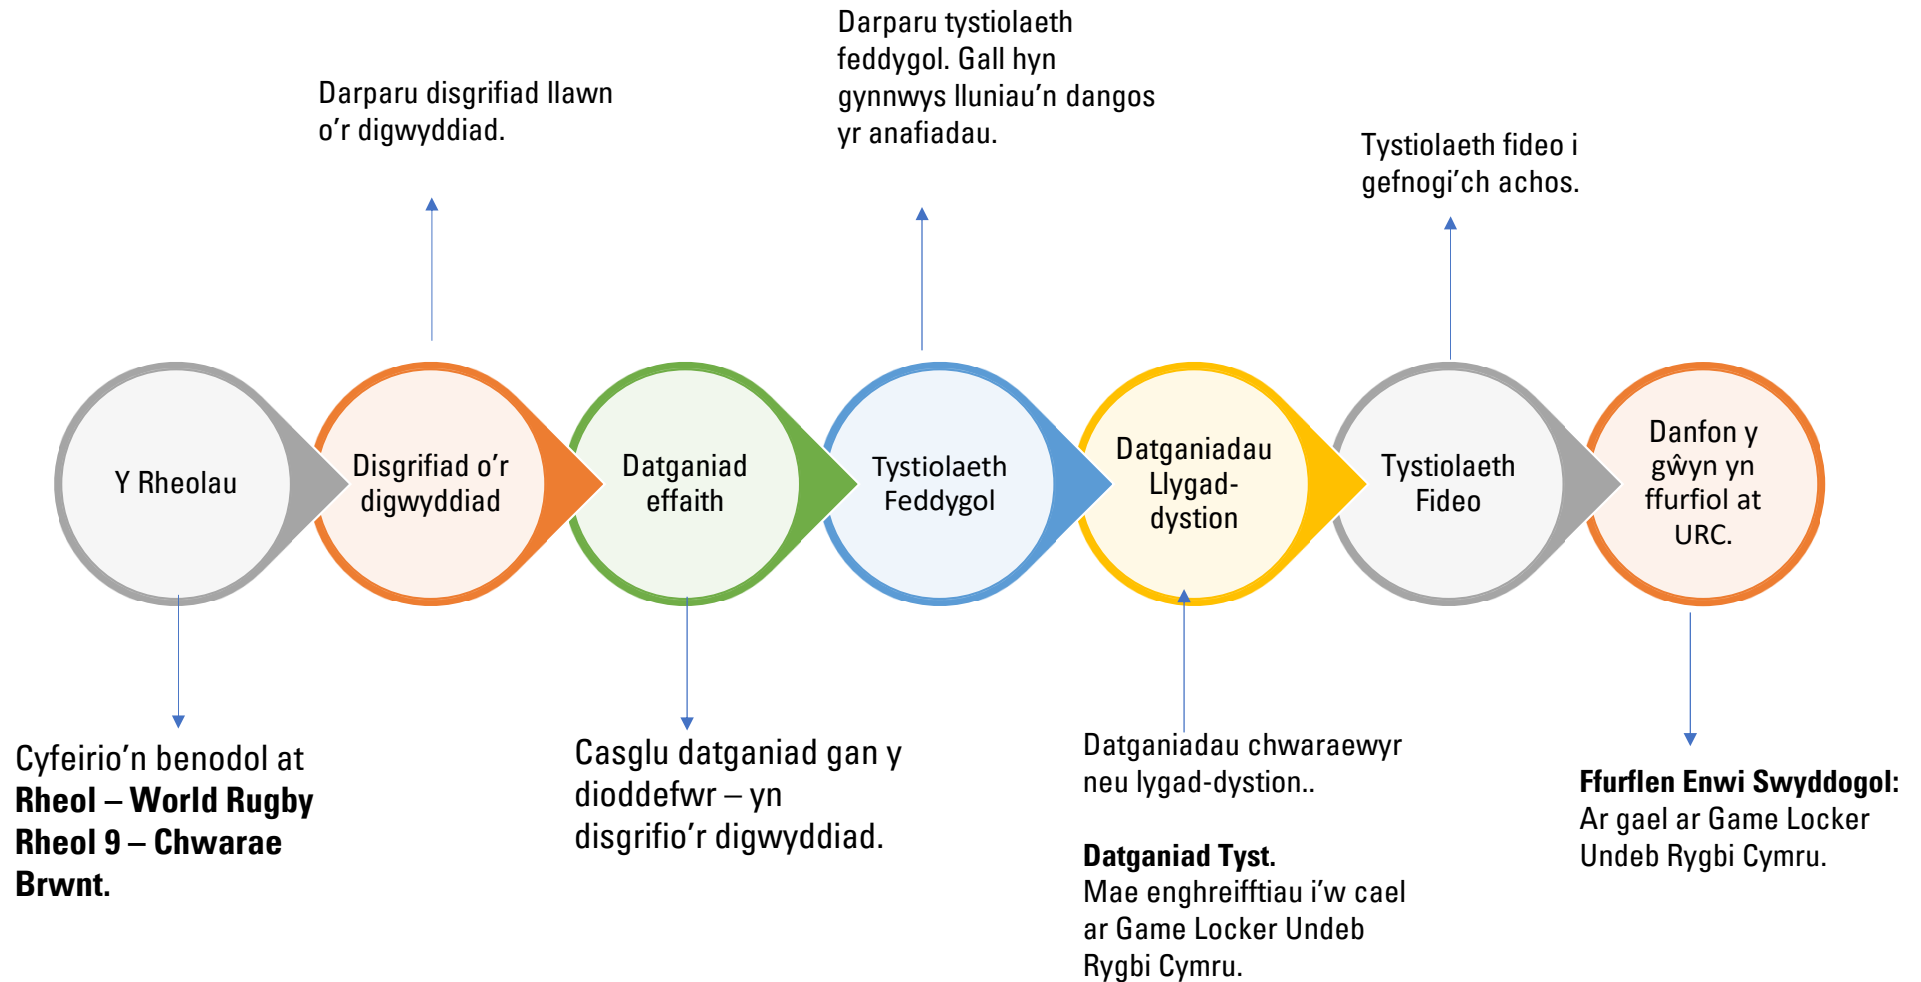 Darparu disgrifiad llawn
o'r digwyddiad.
Darparu tystiolaeth
feddygol. Gall hyn
gynnwys lluniau'n dangos
yr anafiadau.
Tystiolaeth fideo i
gefnogi'ch achos.
Y Rheolau
Disgrifiad o'r
digwyddiad
Datganiad
effaith
Tystiolaeth
Feddygol
Datganiadau
Llygad-
dystion
Tystiolaeth
Fideo
Danfon y
gŵyn yn
ffurfiol at
URC.
Cyfeirio'n benodol at
Rheol – World Rugby
Rheol 9 – Chwarae
Brwnt.
Casglu datganiad gan y
dioddefwr – yn
disgrifio'r digwyddiad.
Datganiadau chwaraewyr
neu lygad-dystion..
Datganiad Tyst.
Mae enghreifftiau i'w cael
ar Game Locker Undeb
Rygbi Cymru.
Ffurflen Enwi Swyddogol:
Ar gael ar Game Locker
Undeb Rygbi Cymru.